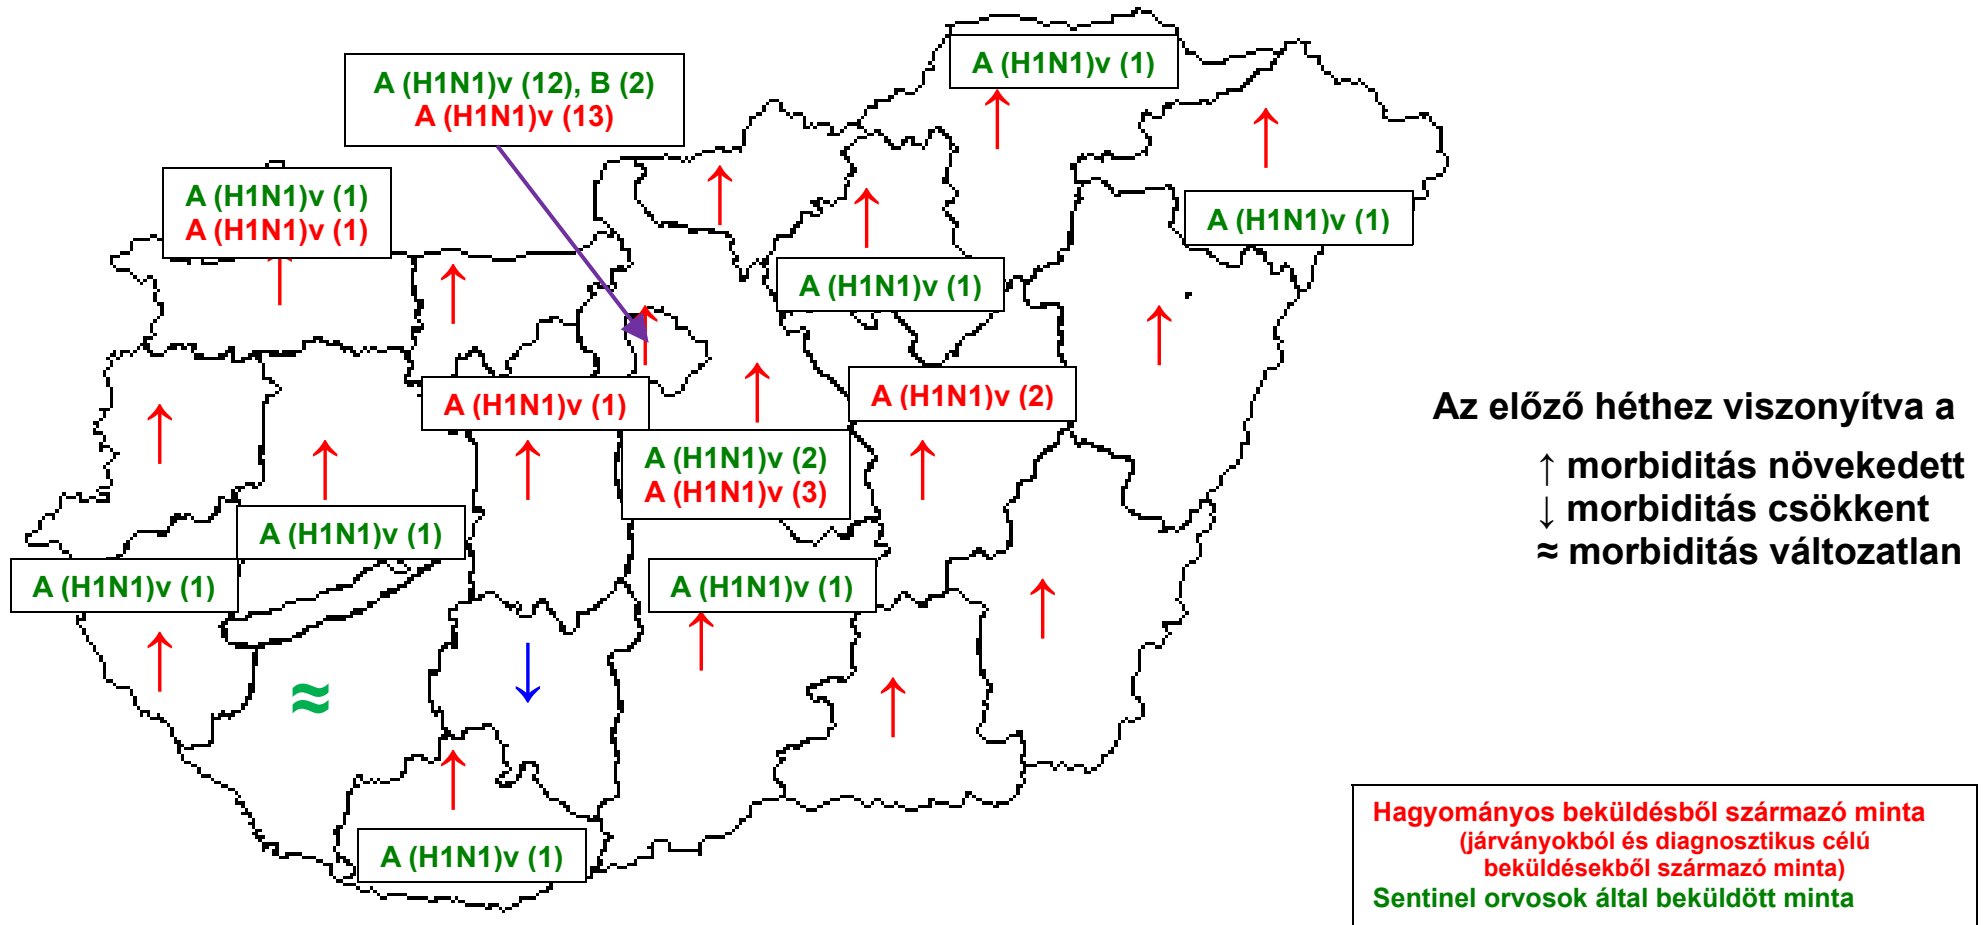 A (H1N1)v (1)
A (H1N1)v (12), B (2)
A (H1N1)v (13)
A (H1N1)v (1)
A (H1N1)v (1)
A (H1N1)v (1)
A (H1N1)v (1)
A (H1N1)v (1)
A (H1N1)v (2)
A (H1N1)v (2)
A (H1N1)v (3)
A (H1N1)v (1)
A (H1N1)v (1)
A (H1N1)v (1)
A (H1N1)v (1)
Az előző héthez viszonyítva a
↑ morbiditás növekedett
↓ morbiditás csökkent
≈ morbiditás változatlan
Hagyományos beküldésből származó minta
(járványokból és diagnosztikus célú
beküldésekből származó minta)
Sentinel orvosok által beküldött minta